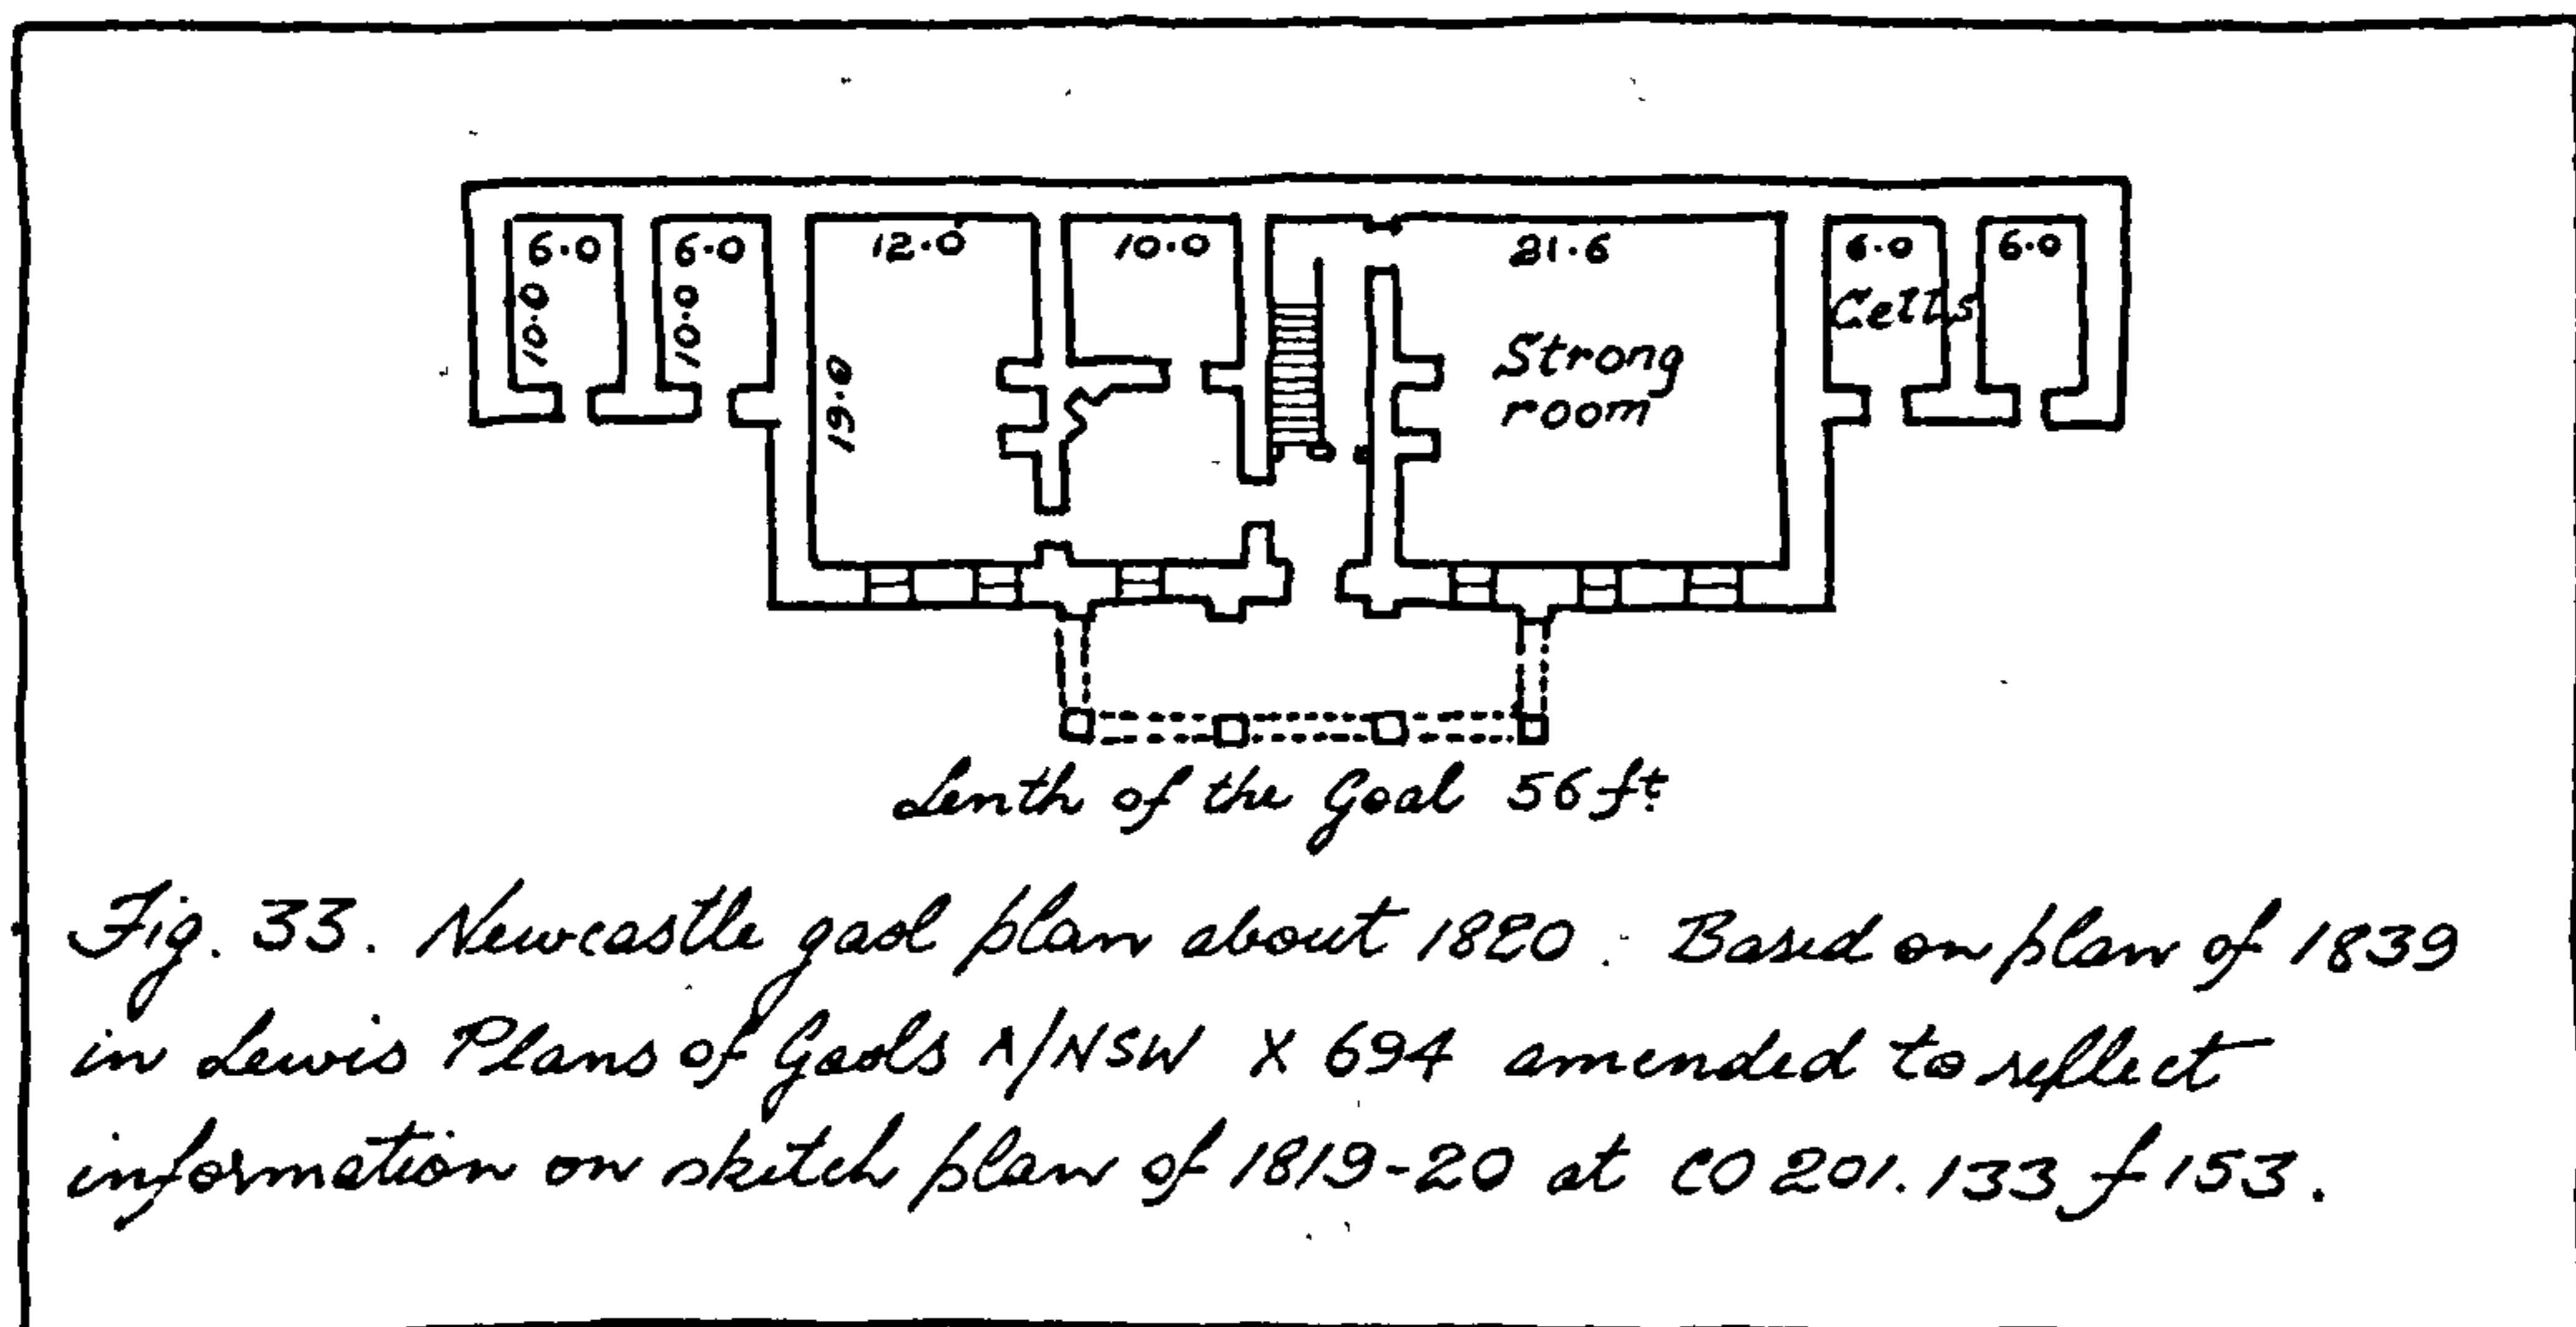 6.0 6.0 12.0 10.0 21.6 6.0 6.0
10.0 10.0 19.0
Cells
Strong
room
Lenth of the Goal 56 ft.
Fig. 33. Newcastle gaol plan about 1820. Based on plan of 1839
in Lewis Plans of Gaols A/NSW X 694 amended to reflect
information on sketch plan of 1819-20 at CO 201.133 f 153.